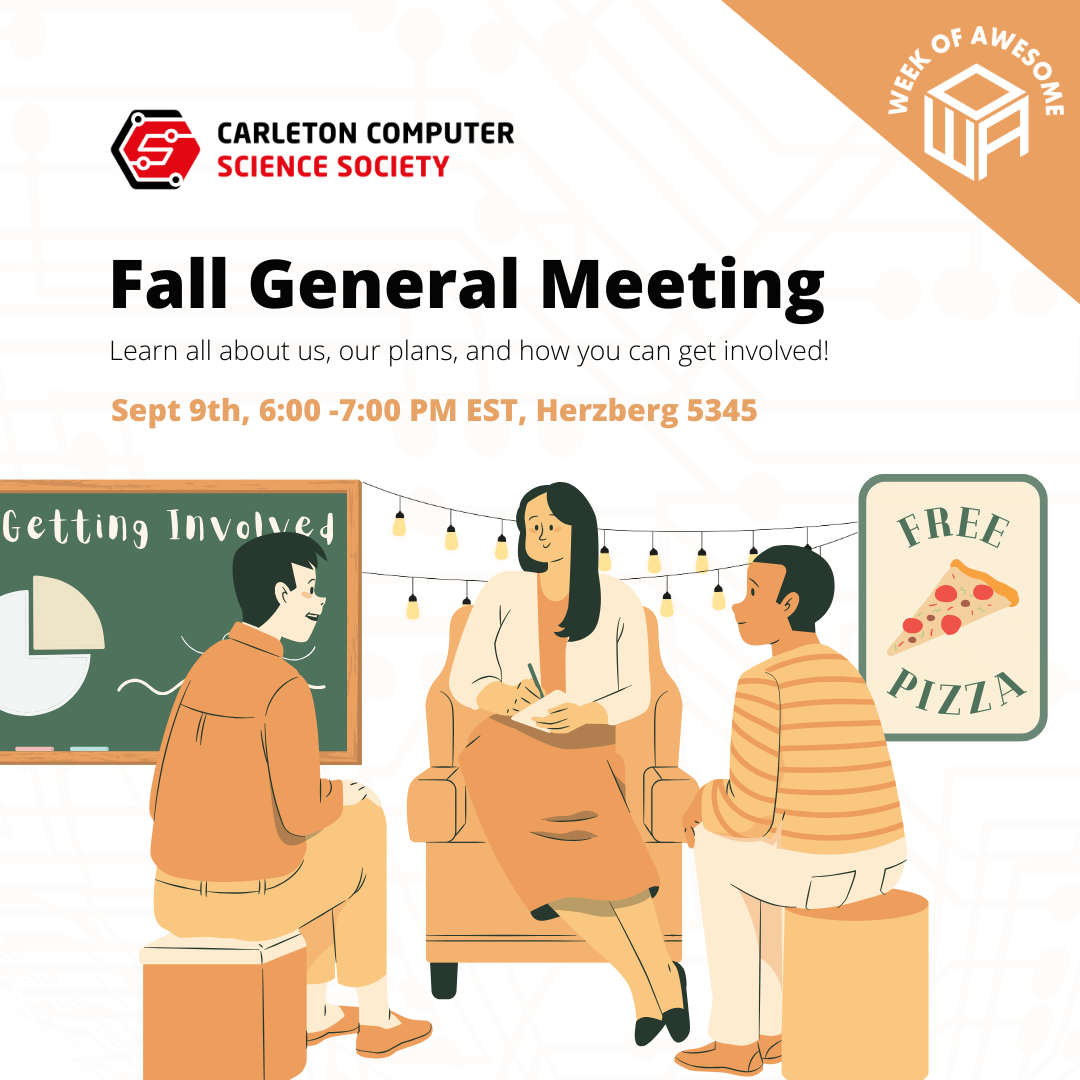 WEEK OF AWESOME
WOA
CARLETON COMPUTER
SCIENCE SOCIETY
Fall General Meeting
Learn all about us, our plans, and how you can get involved!
Sept 9th, 6:00 -7:00 PM EST, Herzberg 5345
Getting Involved
FREE
PIZZA